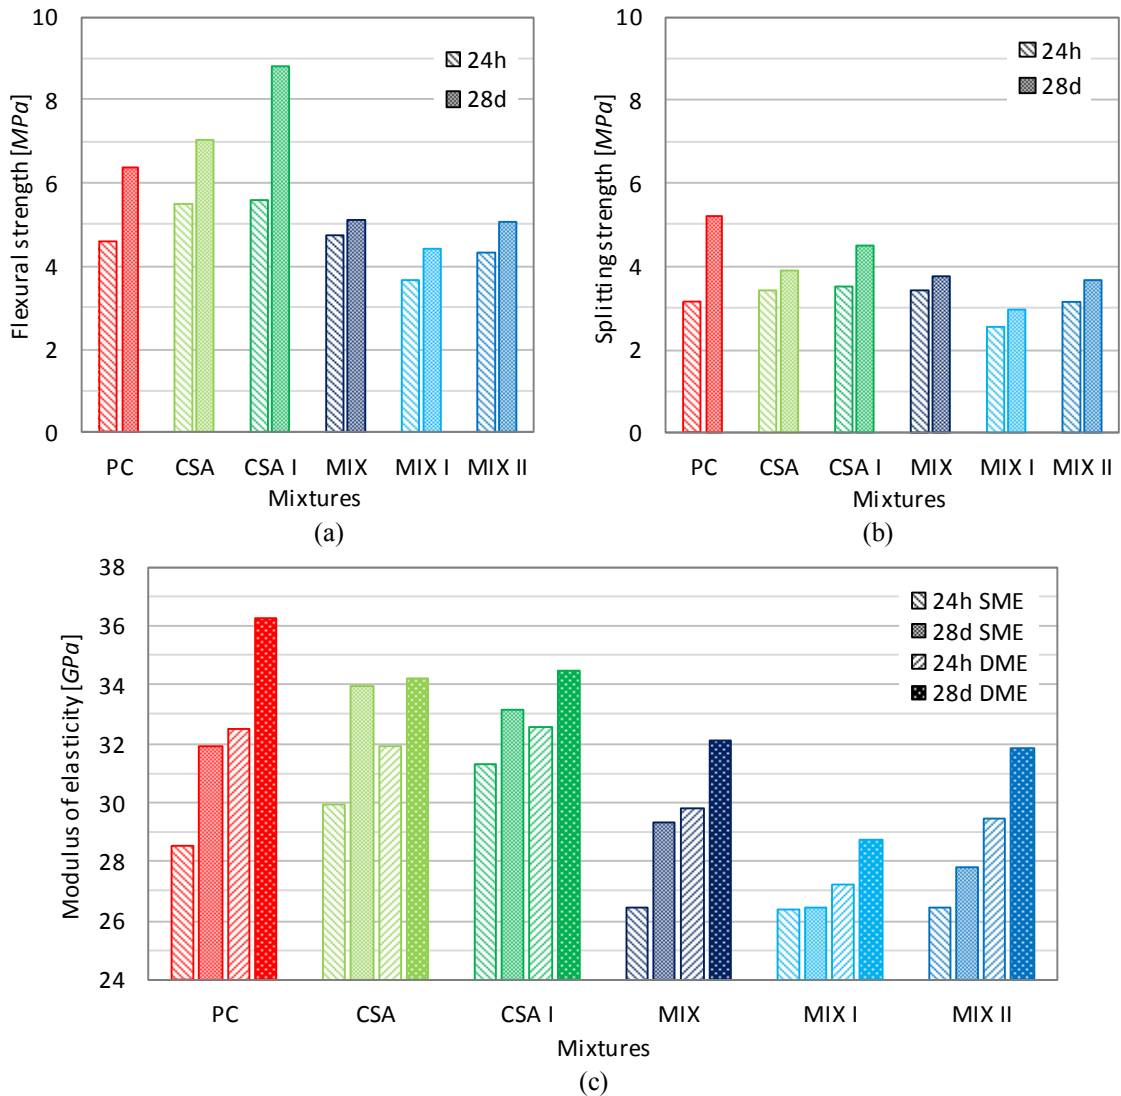 10
8
6
4
2
0
Flexural strength [MPa]
24h
28d
PC CSA CSA I MIX MIX I MIX II
Mixtures
(a)
10
8
6
4
2
0
Splitting strength [MPa]
24h
28d
PC CSA CSA I MIX MIX I MIX II
Mixtures
(b)
38
36
34
32
30
28
26
24
Modulus of elasticity [GPa]
24h SME
28d SME
24h DME
28d DME
PC CSA CSA I MIX MIX I MIX II
Mixtures
(c)